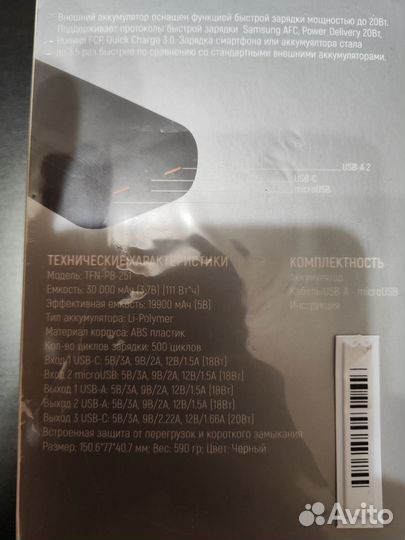 Внешний аккумулятор оснащен функцией быстрой зарядки мощностью до 20Вт.
Поддерживает протоколы быстрой зарядки Samsung AFC, Power Delivery 20Вт,
Huawei FCP, Quick Charge 3.0. Зарядка смартфона или аккумулятора стала
до 3,5 раз быстрее по сравнению со стандартными внешними аккумуляторами.
USB-A 2
USB-C
microUSB
ТЕХНИЧЕСКИЕ ХАРАКТЕРИСТИКИ
Модель: TFN-PB-251
Емкость: 30 000 мАч (3,7В) (111 Вт*ч)
Эффективная емкость: 19900 мАч (5В)
Тип аккумулятора: Li-Polymer
Материал корпуса: ABS пластик
Кол-во циклов зарядки: 500 циклов
Вход 1 USB-C: 5В/3А, 9В/2А, 12В/1.5А (18Вт)
Вход 2 microUSB: 5В/3А, 9В/2А, 12В/1.5А (18Вт)
Выход 1 USB-A: 5В/3А, 9В/2А, 12В/1.5А (18Вт)
Выход 2 USB-A: 5В/3А, 9В/2А, 12В/1.5А (18Вт)
Выход 3 USB-C: 5В/3А, 9В/2.22А, 12В/1.66А (20Вт)
Встроенная защита от перегрузок и короткого замыкания
Размер: 150.6*77*40.7 мм; Вес: 590 гр; Цвет: Черный
КОМПЛЕКТНОСТЬ
Аккумулятор
Кабель USB-A - microUSB
Инструкция
Avito